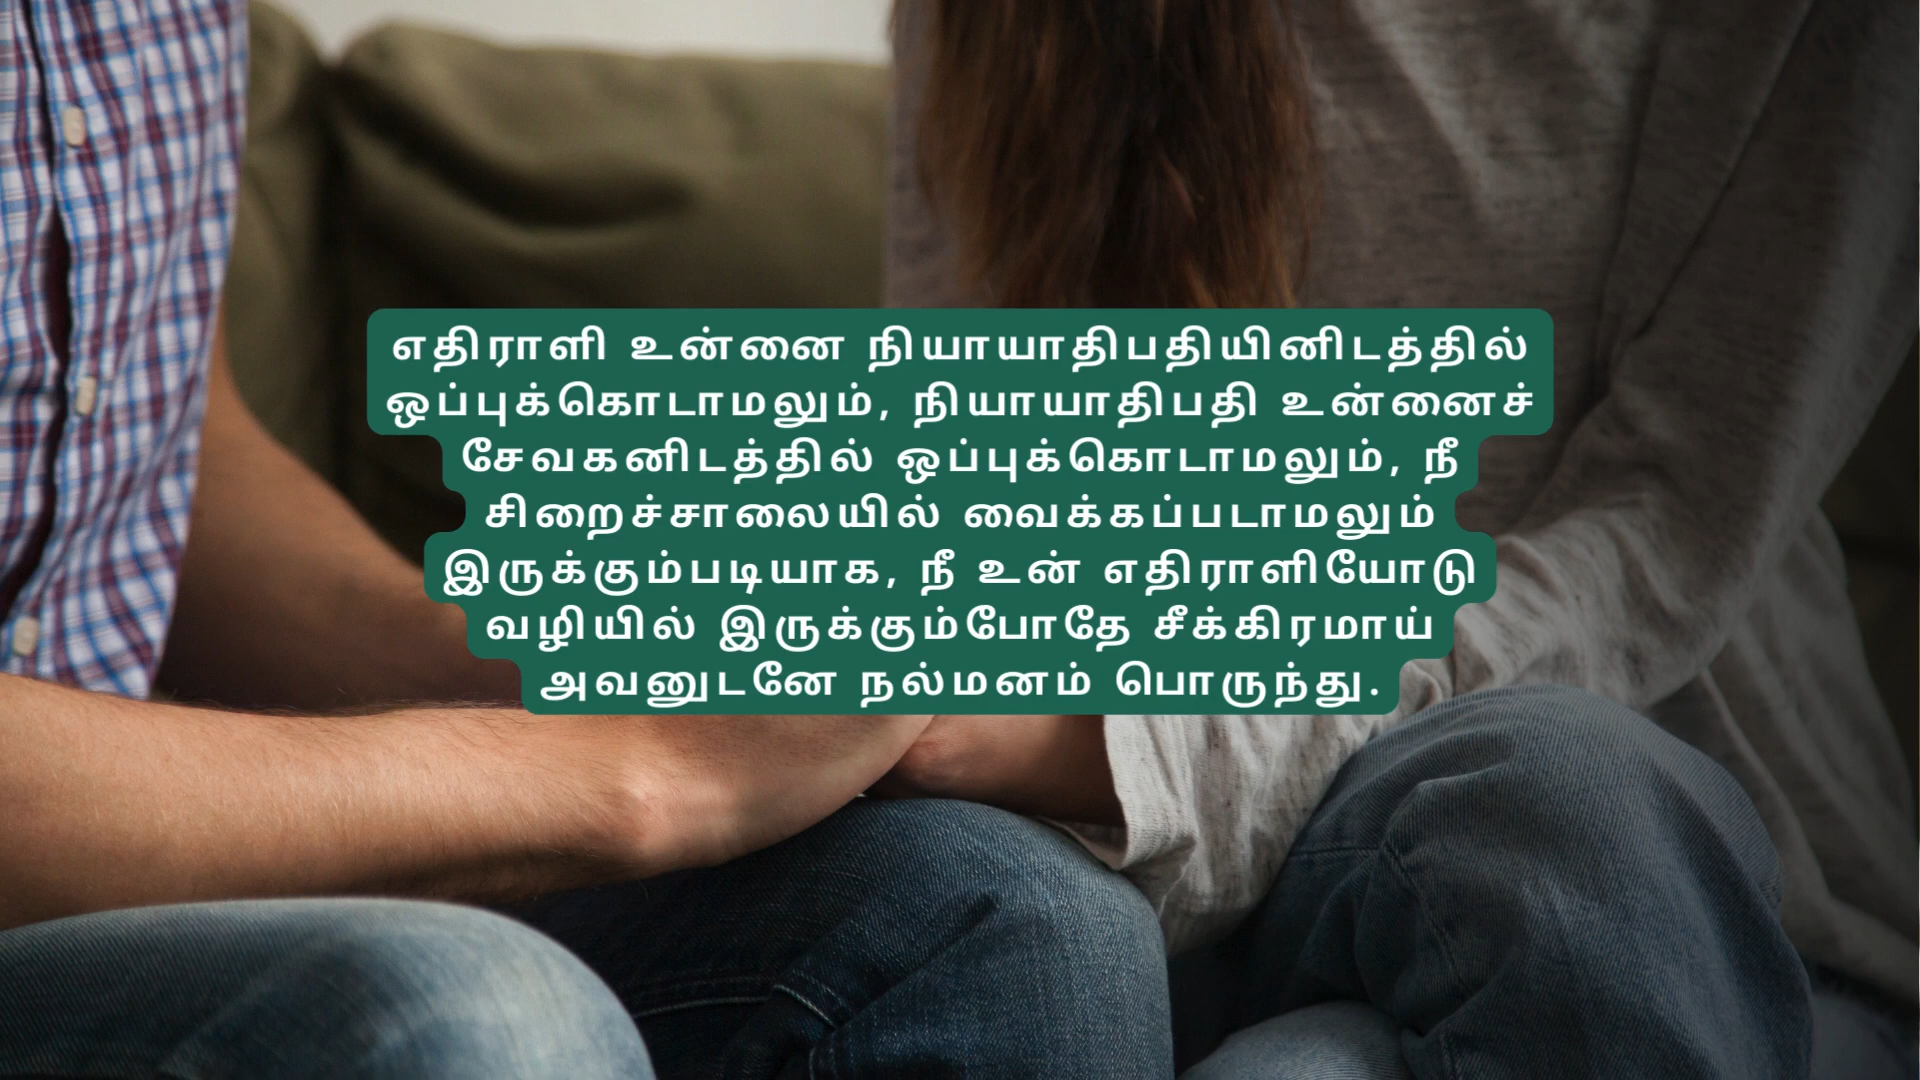 எதிராளி உன்னை நியாயாதிபதியினிடத்தில்
ஒப்புக்கொடாமலும், நியாயாதிபதி உன்னைச்
சேவகனிடத்தில் ஒப்புக்கொடாமலும், நீ
சிறைச்சாலையில் வைக்கப்படாமலும்
இருக்கும்படியாக, நீ உன் எதிராளியோடு
வழியில் இருக்கும்போதே சீக்கிரமாய்
அவனுடனே நல்மனம் பொருந்து.